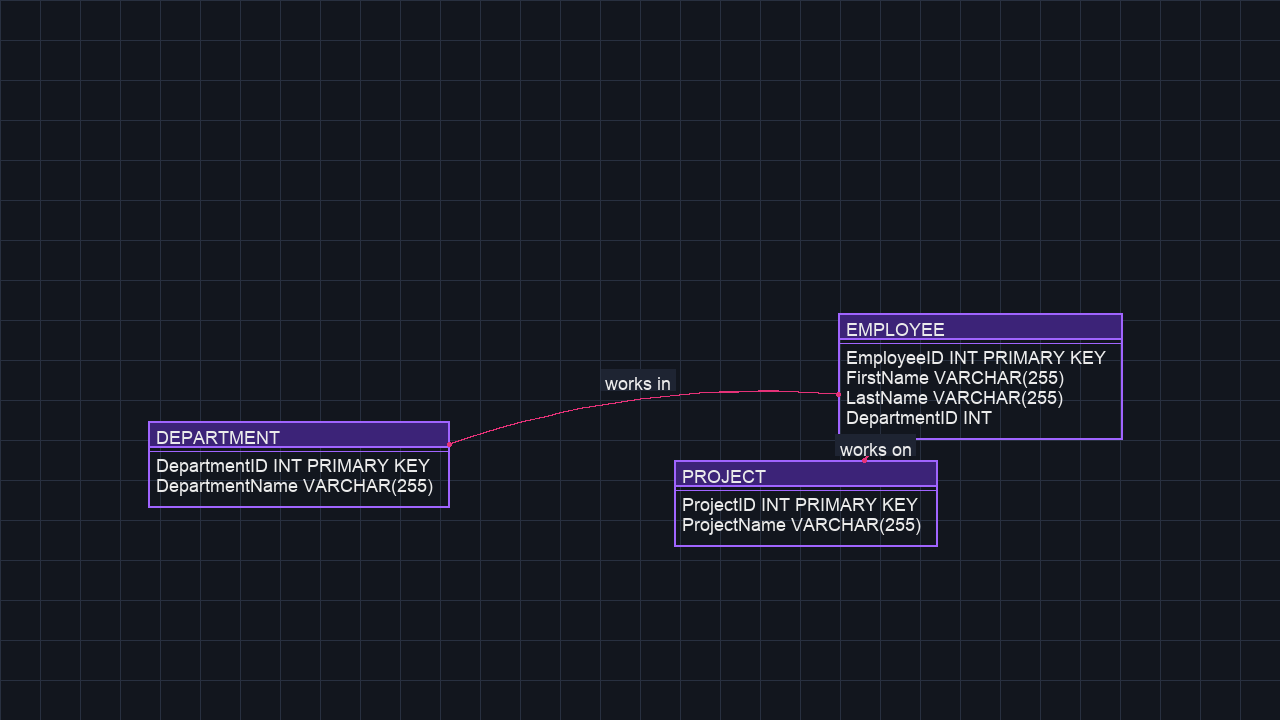 EMPLOYEE
EmployeeID INT PRIMARY KEY
FirstName VARCHAR(255)
LastName VARCHAR(255)
DepartmentID INT
works in
DEPARTMENT
DepartmentID INT PRIMARY KEY
DepartmentName VARCHAR(255)
works on
PROJECT
ProjectID INT PRIMARY KEY
ProjectName VARCHAR(255)